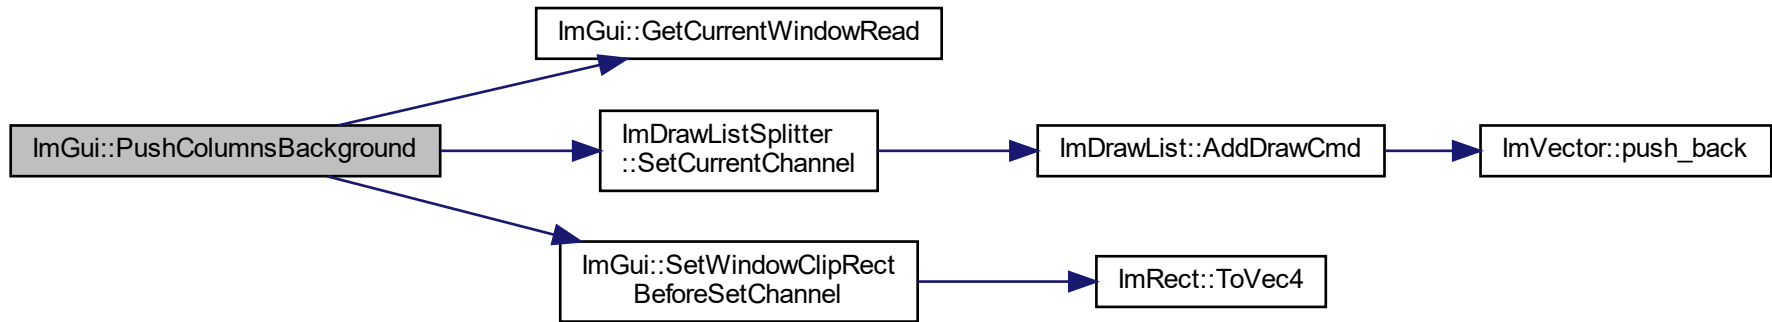 ImGui::GetCurrentWindowRead
ImGui::PushColumnsBackground
ImDrawListSplitter
::SetCurrentChannel
ImDrawList::AddDrawCmd
ImVector::push_back
ImGui::SetWindowClipRect
BeforeSetChannel
ImRect::ToVec4